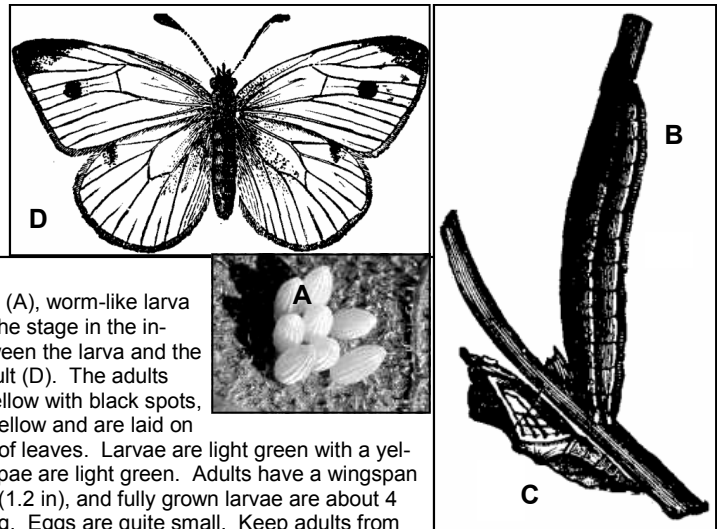 B
D
A
C
(A), worm-like larva
he stage in the in-
ween the larva and the
ult (D). The adults
ellow with black spots,
ellow and are laid on
of leaves. Larvae are light green with a yel-
pae are light green. Adults have a wingspan
(1.2 in), and fully grown larvae are about 4
g. Eggs are quite small. Keep adults from